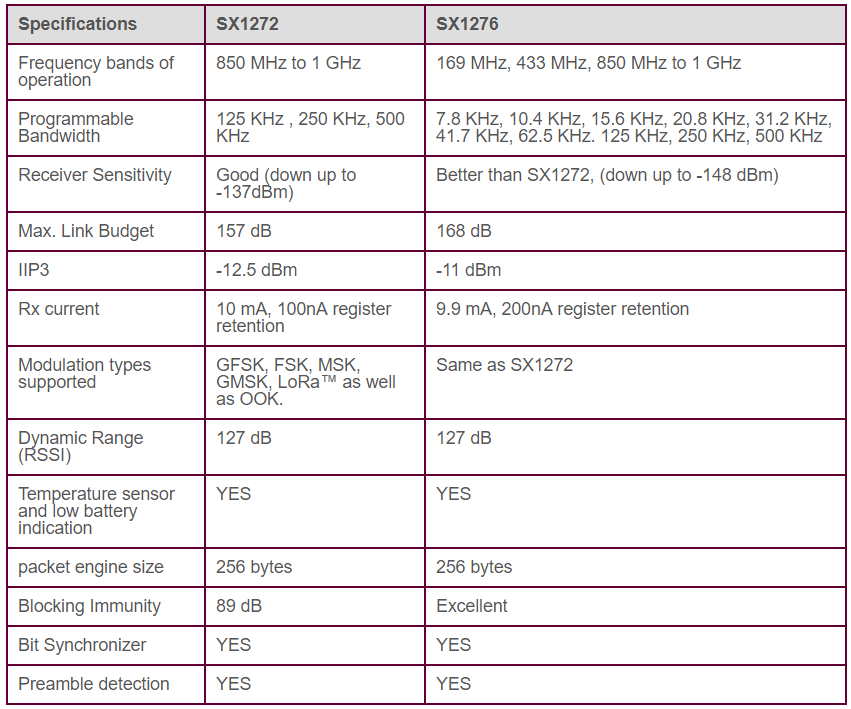 Specifications SX1272 SX1276
Frequency bands of 850 MHz to 1 GHz 169 MHz, 433 MHz, 850 MHz to 1 GHz
operation
Programmable 125 KHz , 250 KHz, 500 7.8 KHz, 10.4 KHz, 15.6 KHz, 20.8 KHz, 31.2 KHz,
Bandwidth KHz 41.7 KHz, 62.5 KHz. 125 KHz, 250 KHz, 500 KHz
Receiver Sensitivity Good (down up to Better than SX1272, (down up to -148 dBm)
-137dBm)
Max. Link Budget 157 dB 168 dB
IIP3 -12.5 dBm -11 dBm
Rx current 10 mA, 100nA register 9.9 mA, 200nA register retention
retention
Modulation types GFSK, FSK, MSK, Same as SX1272
supported GMSK, LoRa™ as well
as OOK.
Dynamic Range 127 dB 127 dB
(RSSI)
Temperature sensor YES YES
and low battery
indication
packet engine size 256 bytes 256 bytes
Blocking Immunity 89 dB Excellent
Bit Synchronizer YES YES
Preamble detection YES YES